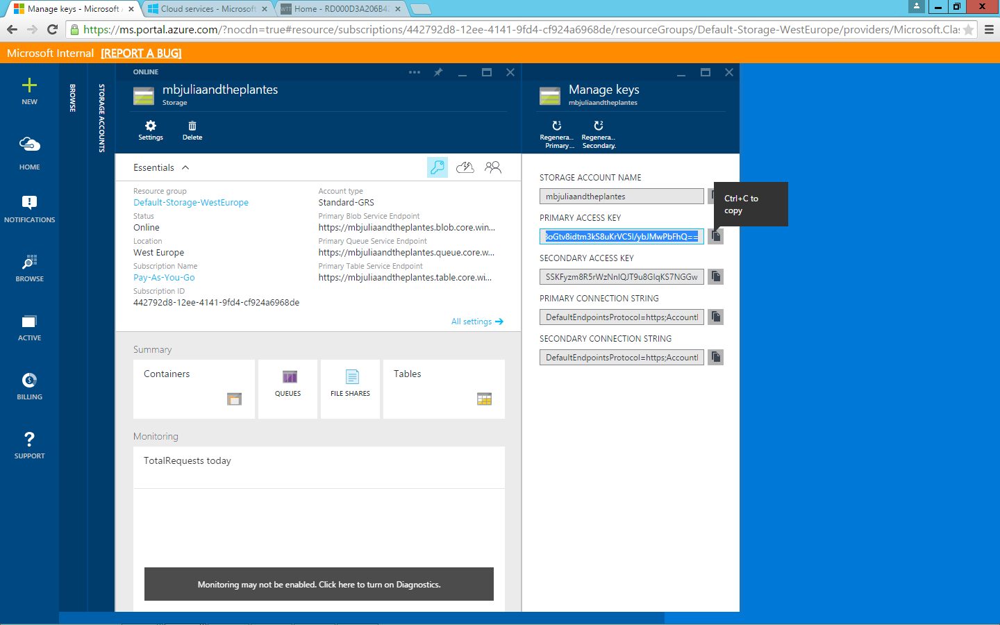 Manage keys - Microsoft A
Cloud services - Microsoft
Home - RD000D3A206B42
https://ms.portal.azure.com/?nocdn=true#resource/subscriptions/442792d8-12ee-4141-9fd4-cf924a6968de/resourceGroups/Default-Storage-WestEurope/providers/Microsoft.Clas
Microsoft Internal [REPORT A BUG]
NEW
HOME
NOTIFICATIONS
BROWSE
ACTIVE
BILLING
SUPPORT
BROWSE
STORAGE ACCOUNTS
ONLINE
mbjuliaandtheplantes
Storage
Settings
Delete
Essentials
Resource group
Default-Storage-WestEurope
Status
Online
Location
West Europe
Subscription Name
Pay-As-You-Go
Subscription ID
442792d8-12ee-4141-9fd4-cf924a6968de
Account type
Standard-GRS
Primary Blob Service Endpoint
https://mbjuliaandtheplantes.blob.core.win...
Primary Queue Service Endpoint
https://mbjuliaandtheplantes.queue.core.w...
Primary Table Service Endpoint
https://mbjuliaandtheplantes.table.core.wi...
All settings
Summary
Containers
QUEUES
FILE SHARES
Tables
Monitoring
TotalRequests today
Monitoring may not be enabled. Click here to turn on Diagnostics.
Manage keys
mbjuliaandtheplantes
Regenera...
Primary...
Regenera...
Secondary.
STORAGE ACCOUNT NAME
mbjuliaandtheplantes
Ctrl+C to
copy
PRIMARY ACCESS KEY
3oGtv8idtm3kS8uKrVC5l/ybJMwPbFhQ==
SECONDARY ACCESS KEY
SSKFyzm8R5rWzNnlQJT9u8GlqKS7NGGw
PRIMARY CONNECTION STRING
DefaultEndpointsProtocol=https;Accountl
SECONDARY CONNECTION STRING
DefaultEndpointsProtocol=https;Accountl